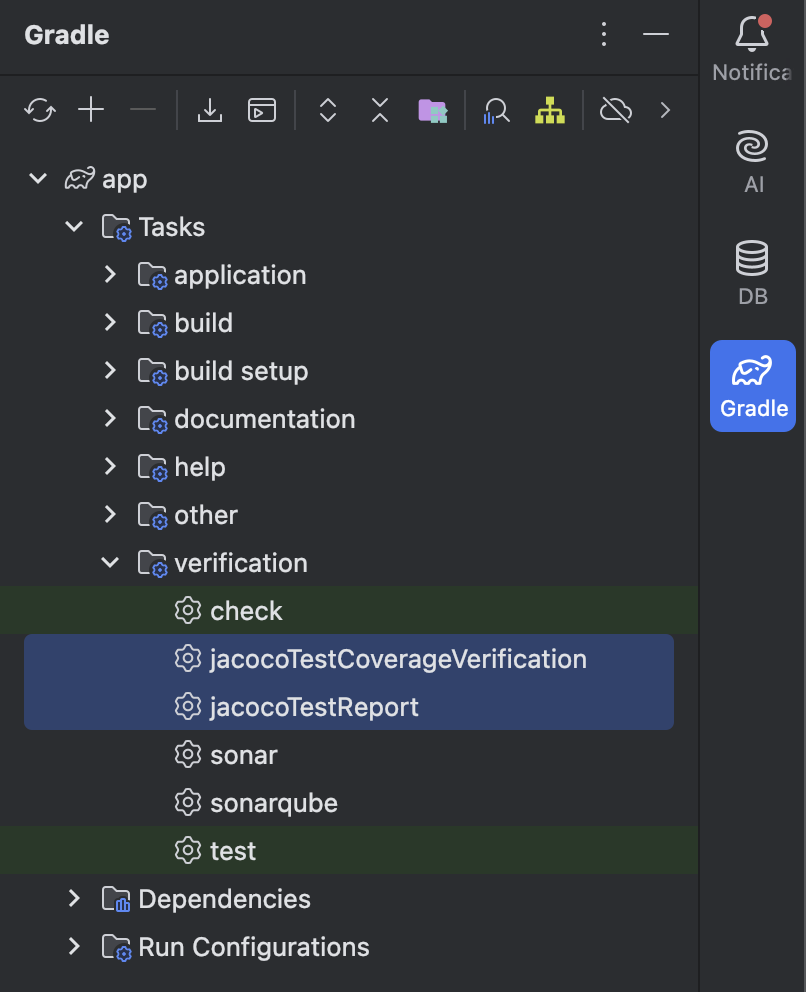 Gradle
Notifica
app
AI
Tasks
application
DB
build
build setup
Gradle
documentation
help
other
verification
check
jacocoTestCoverageVerification
jacocoTestReport
sonar
sonarqube
test
Dependencies
Run Configurations